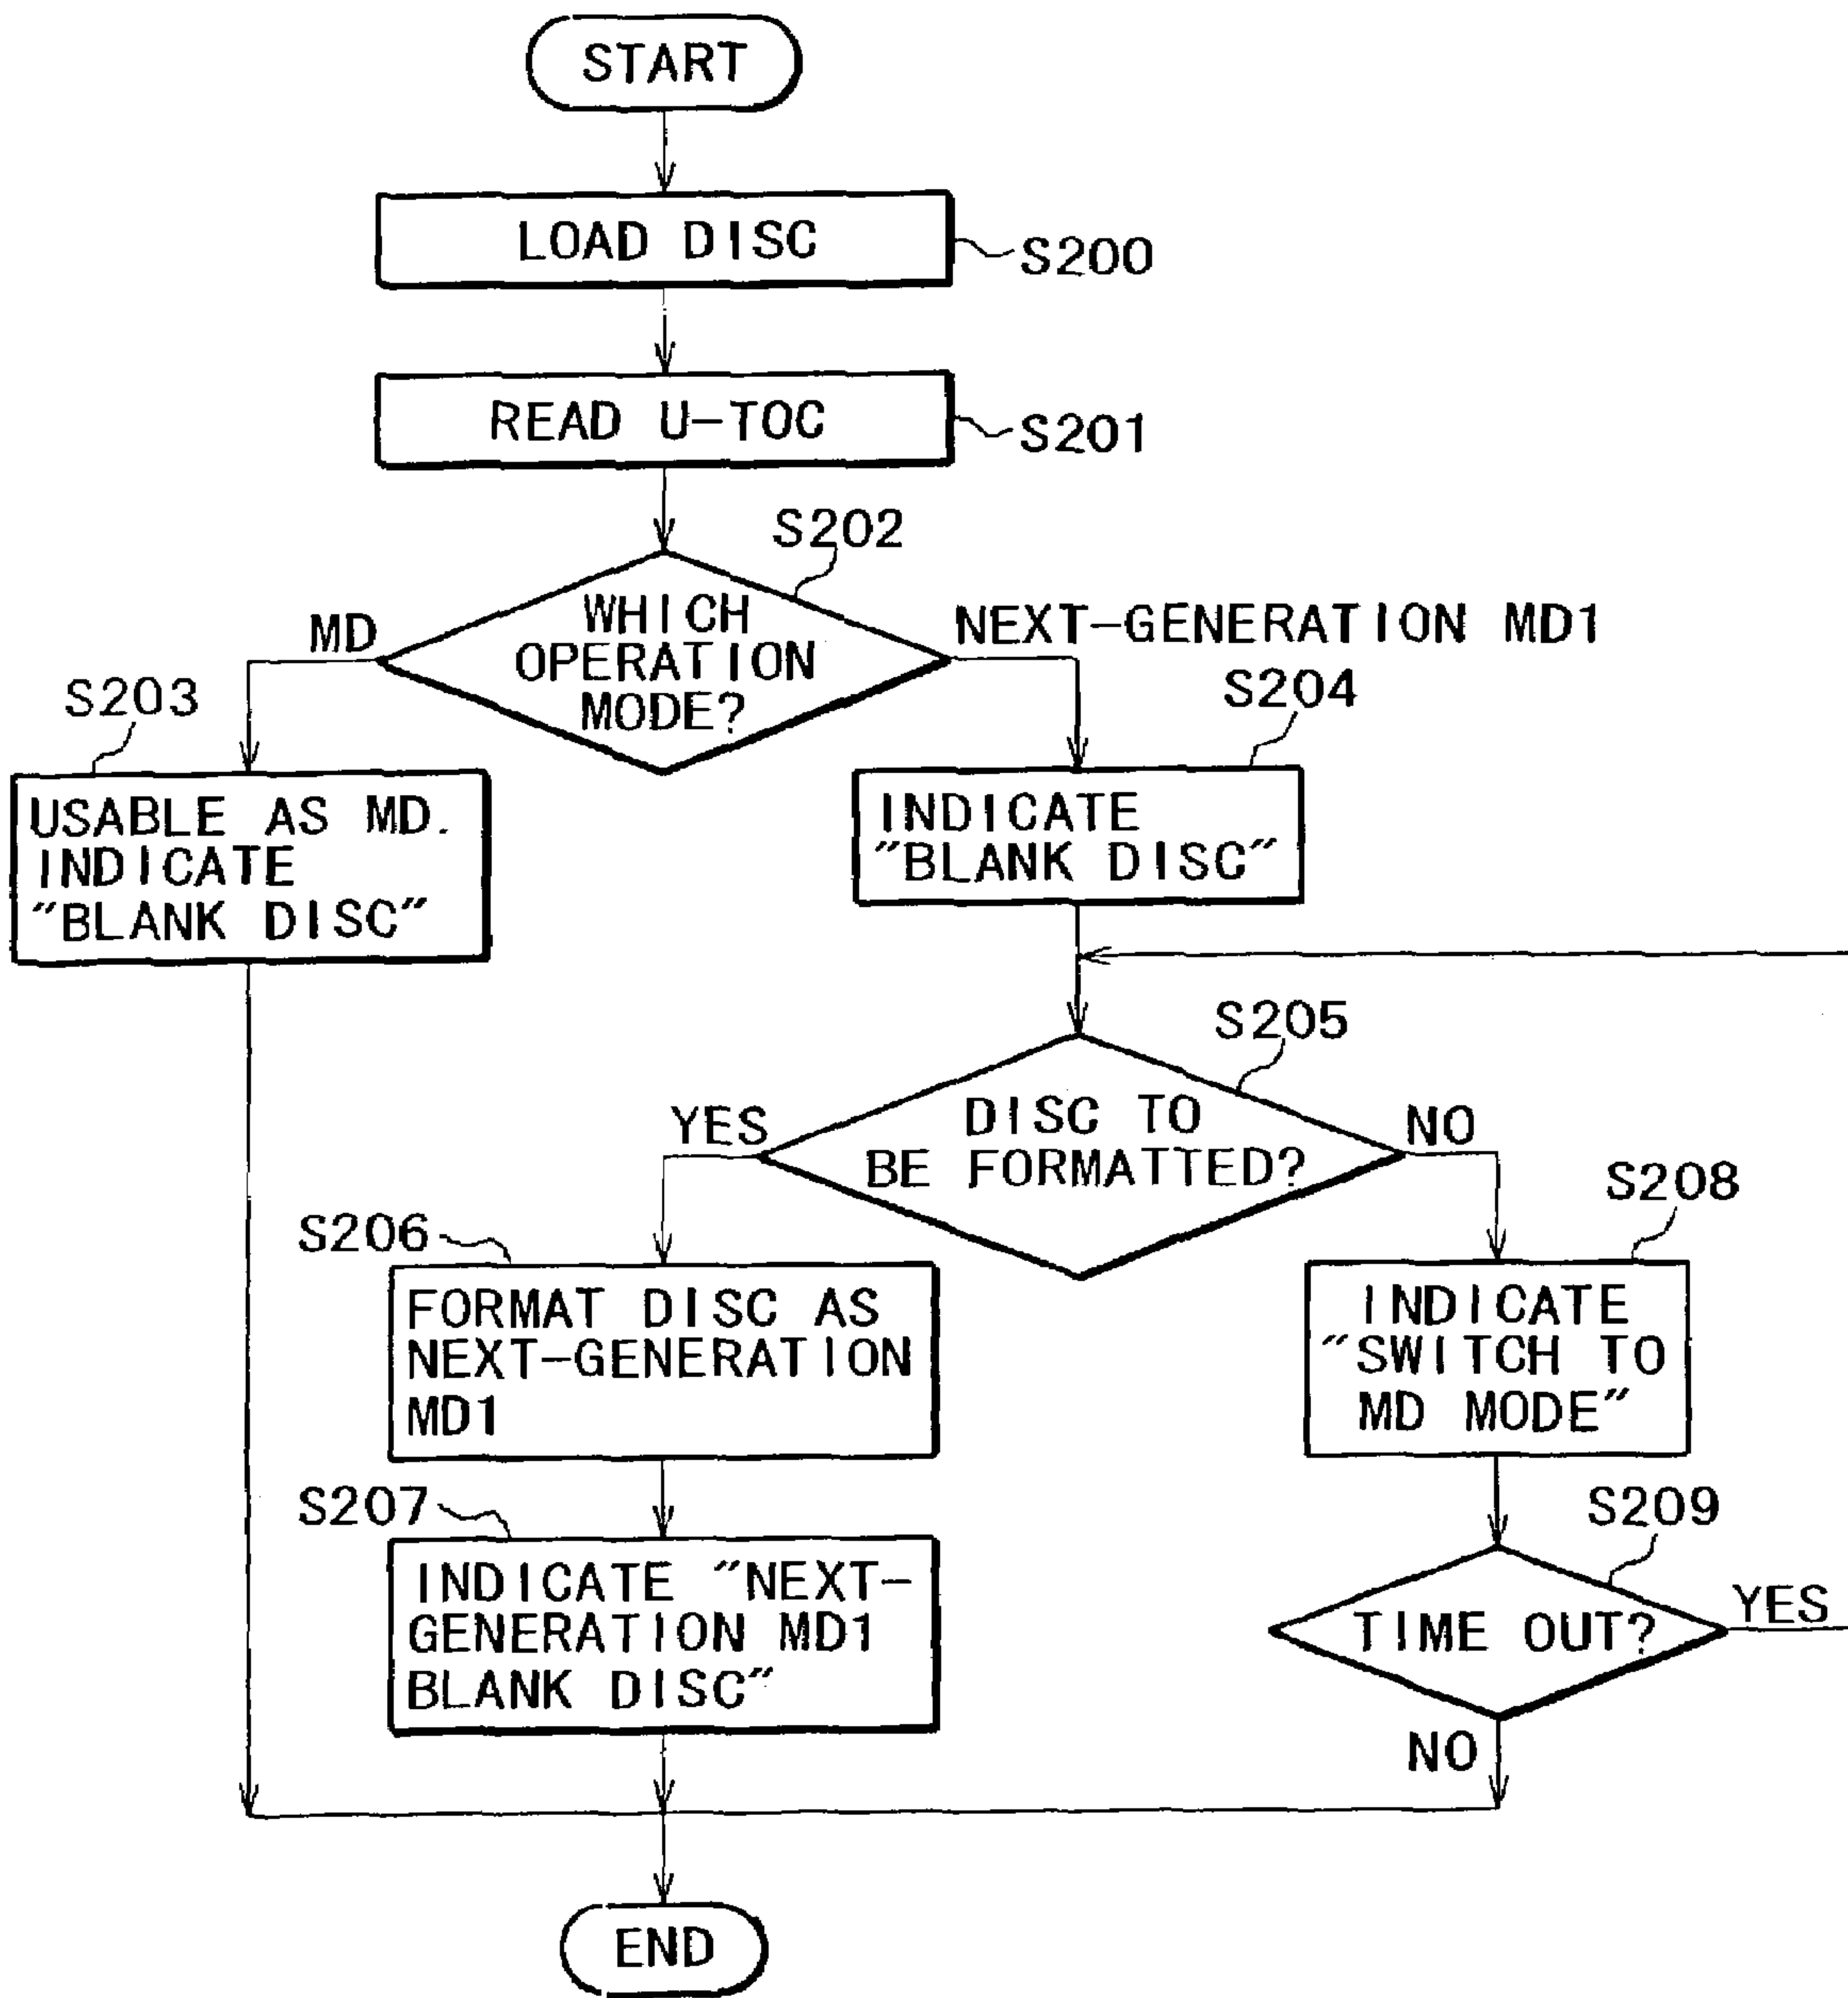 START
LOAD DISC
S200
READ U-TOC
S201
S202
WHICH
OPERATION
MODE?
MD
NEXT-GENERATION MD1
S203
USABLE AS MD.
INDICATE
"BLANK DISC"
S204
INDICATE
"BLANK DISC"
S205
DISC TO
BE FORMATTED?
YES
NO
S206
FORMAT DISC AS
NEXT-GENERATION
MD1
S208
INDICATE
"SWITCH TO
MD MODE"
S207
INDICATE "NEXT-
GENERATION MD1
BLANK DISC"
S209
TIME OUT?
YES
NO
END